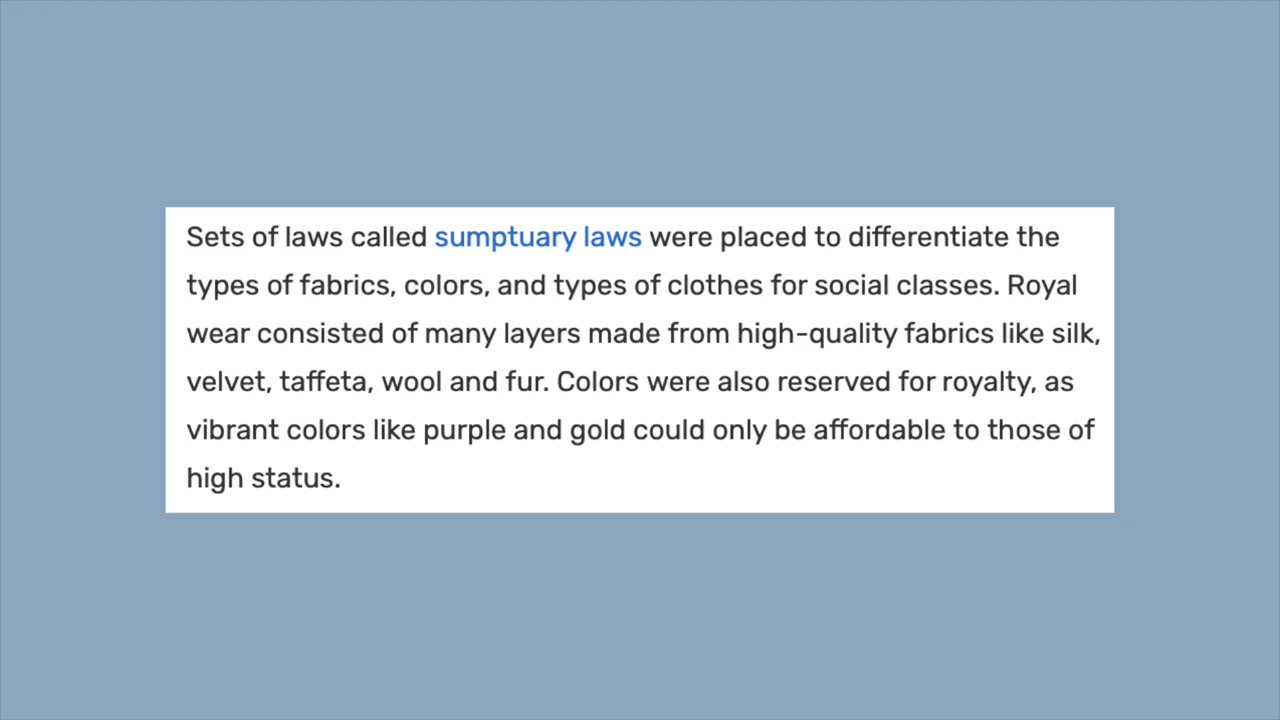 Sets of laws called sumptuary laws were placed to differentiate the
types of fabrics, colors, and types of clothes for social classes. Royal
wear consisted of many layers made from high-quality fabrics like silk,
velvet, taffeta, wool and fur. Colors were also reserved for royalty, as
vibrant colors like purple and gold could only be affordable to those of
high status.